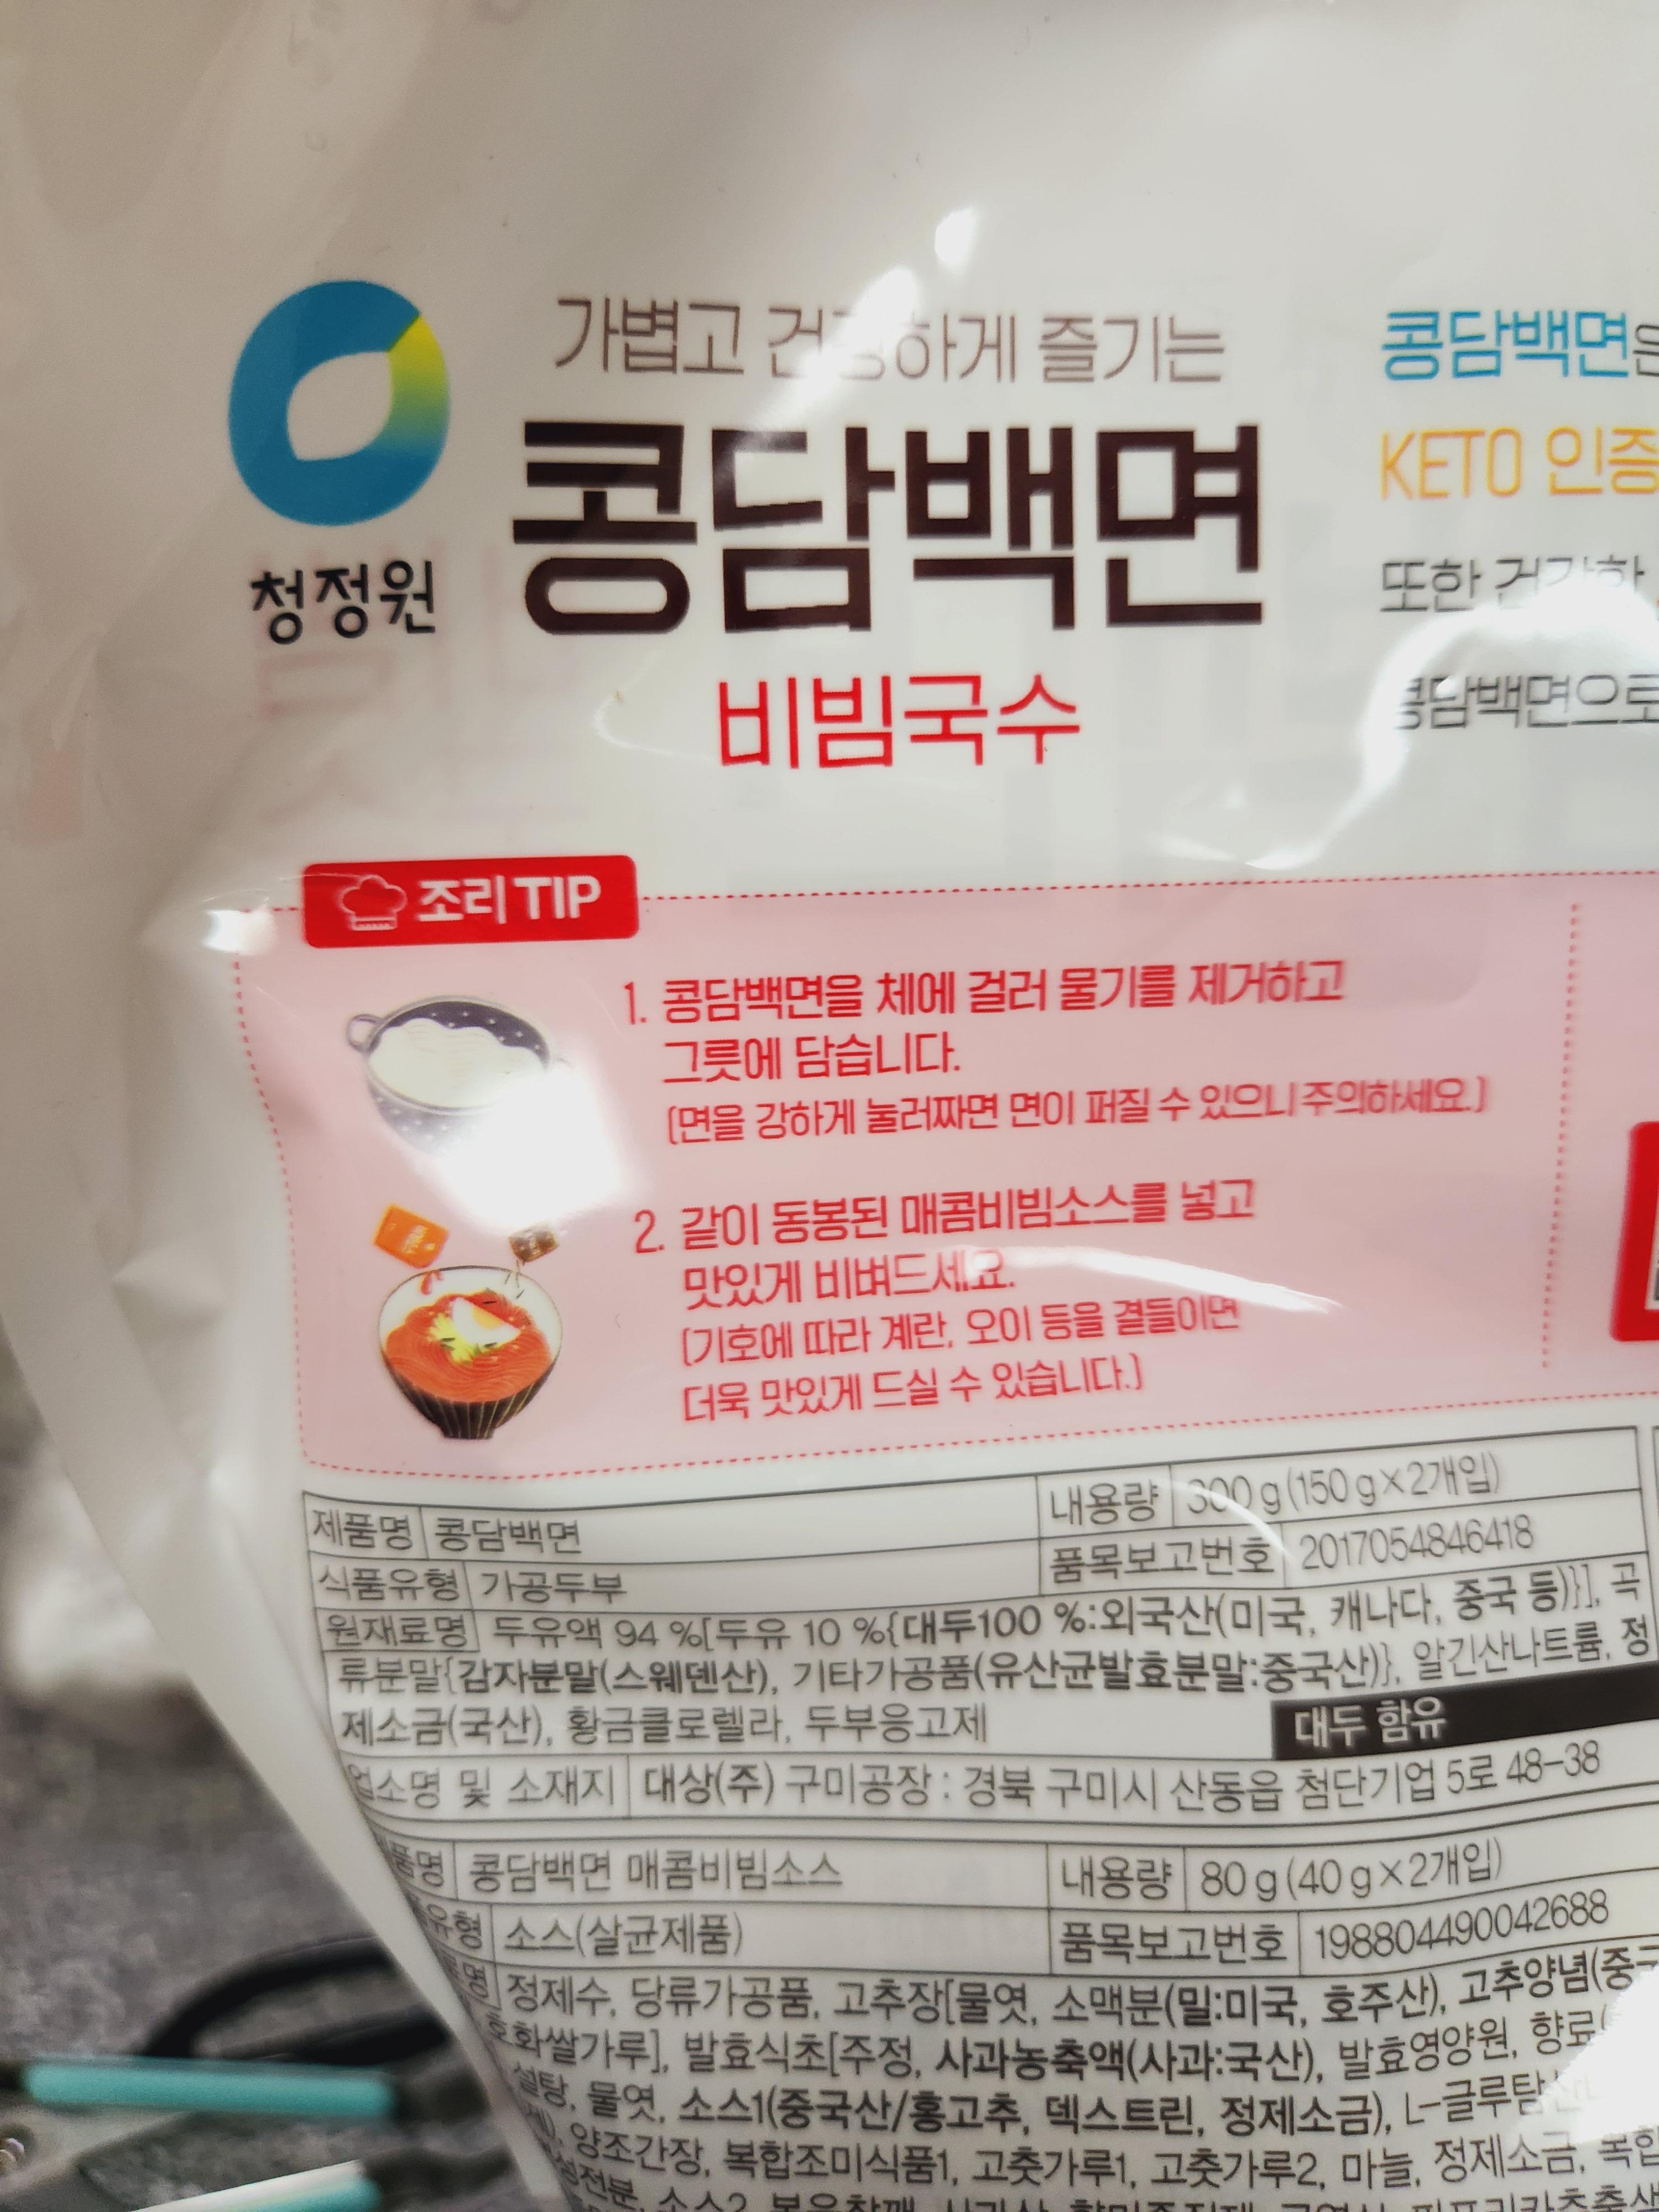 가볍고 건강하게 즐기는
콩담백면
청정원
비빔국수
콩담백면은
KETO 인증
또한 건강한
콩담백면으로
조리 TIP
1. 콩담백면을 체에 걸러 물기를 제거하고
그릇에 담습니다.
(면을 강하게 눌러짜면 면이 퍼질 수 있으니 주의하세요.)
2. 같이 동봉된 매콤비빔소스를 넣고
맛있게 비벼드세요.
(기호에 따라 계란, 오이 등을 곁들이면
더욱 맛있게 드실 수 있습니다.)
제품명 콩담백면 내용량 300 g (150 g×2개입)
식품유형 가공두부 품목보고번호 2017054846418
원재료명 두유액 94 %[두유 10 %{대두100 %:외국산(미국, 캐나다, 중국 등)}], 곡
류분말{감자분말(스웨덴산), 기타가공품(유산균발효분말:중국산)}, 알긴산나트륨, 정
제소금(국산), 황금클로렐라, 두부응고제
대두 함유
업소명 및 소재지 대상(주) 구미공장 : 경북 구미시 산동읍 첨단기업 5로 48-38
품명 콩담백면 매콤비빔소스 내용량 80 g (40 g×2개입)
유형 소스(살균제품) 품목보고번호 198804490042688
명 정제수, 당류가공품, 고추장[물엿, 소맥분(밀:미국, 호주산), 고추양념(중국
호화쌀가루], 발효식초[주정, 사과농축액(사과:국산), 발효영양원, 향료(
설탕, 물엿, 소스1(중국산/홍고추, 덱스트린, 정제소금), L-글루탐산
양조간장, 복합조미식품1, 고춧가루1, 고춧가루2, 마늘, 정제소금, 복합
전분, 소스2, 볶음참깨